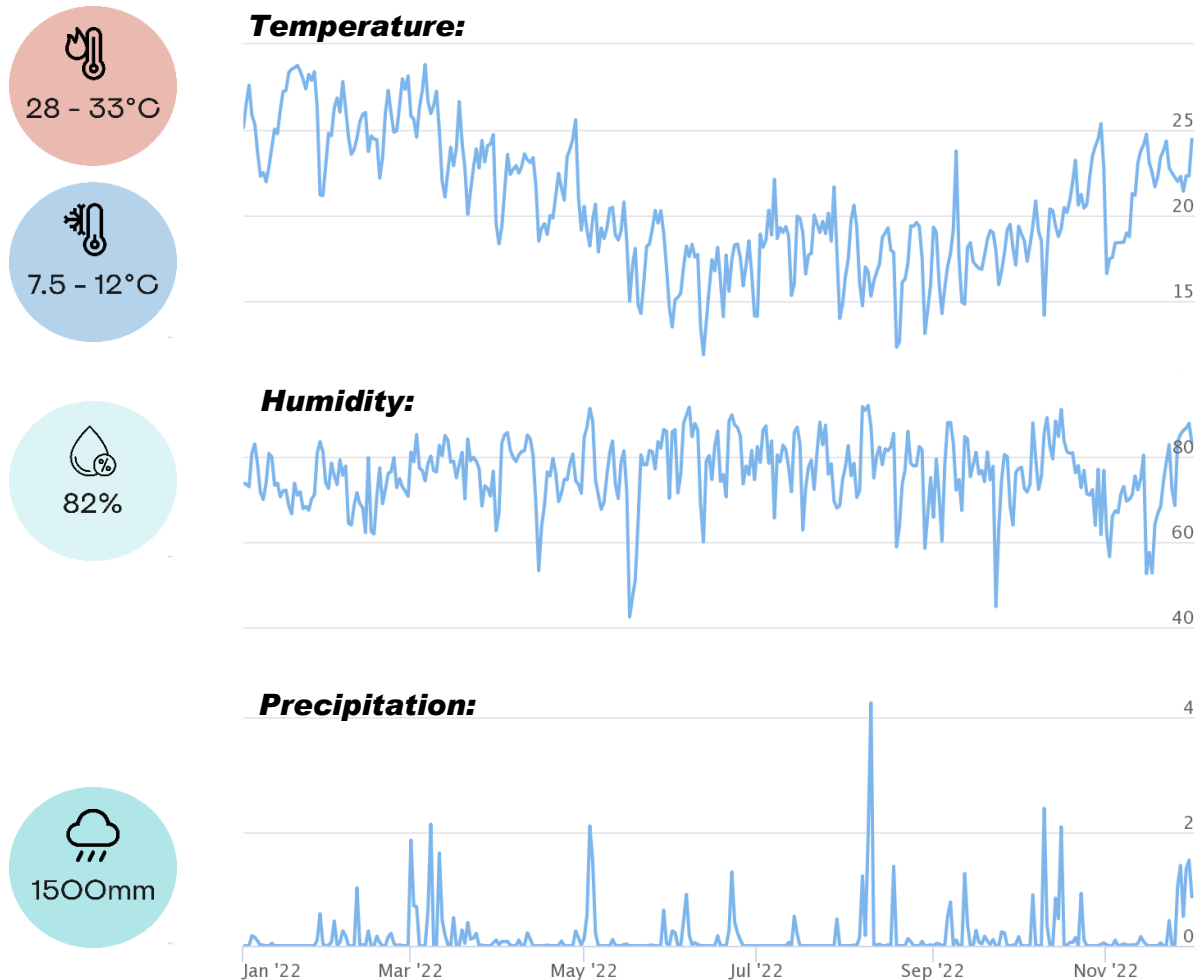 Temperature:
28 - 33°C
25
20
7.5 - 12°C
15
Humidity:
80
%
82%
60
40
Precipitation:
4
2
1500mm
0
Jan '22
Mar '22
May '22
Jul '22
Sep '22
Nov '22